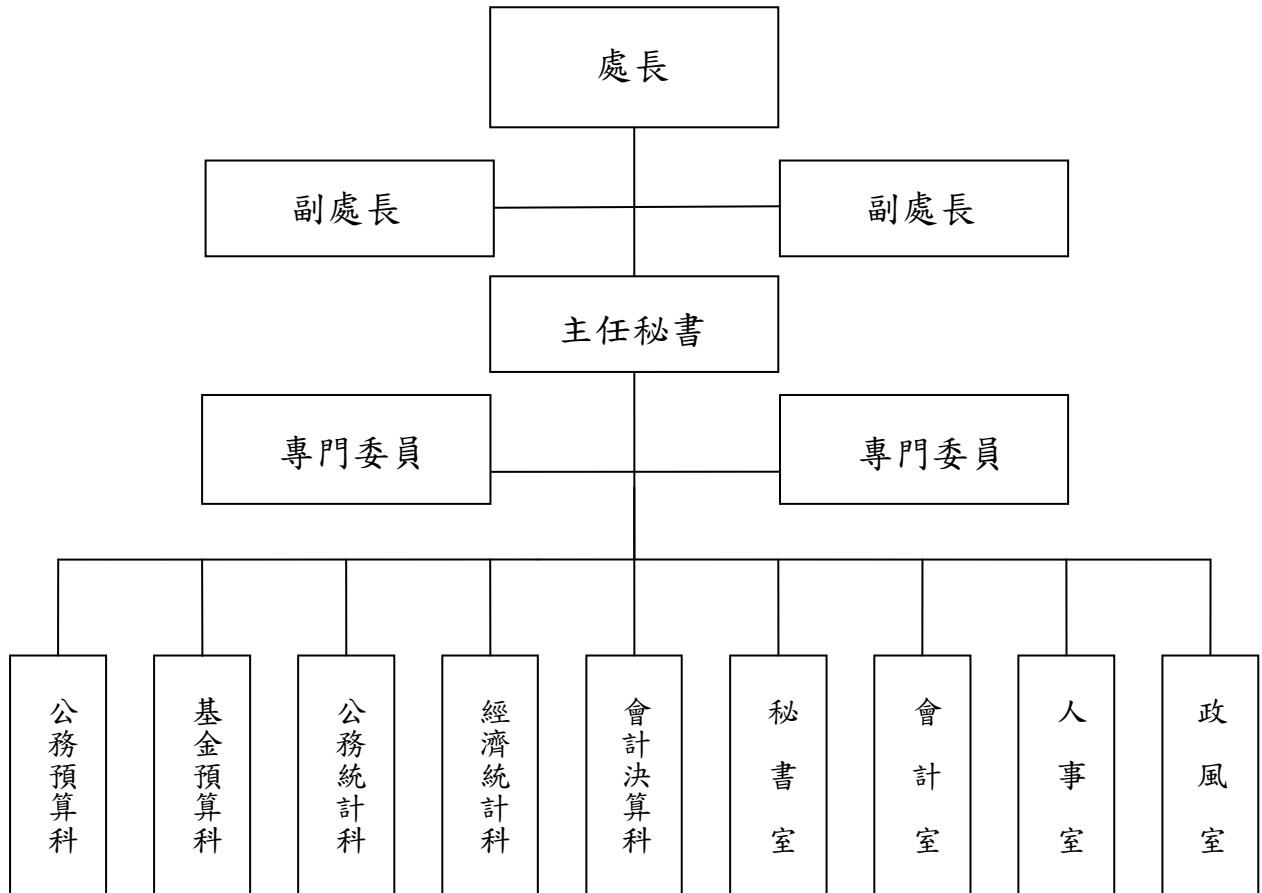 處長
副處長
副處長
主任秘書
專門委員
專門委員
公務預算科
基金預算科
公務統計科
經濟統計科
會計決算科
秘書室
會計室
人事室
政風室